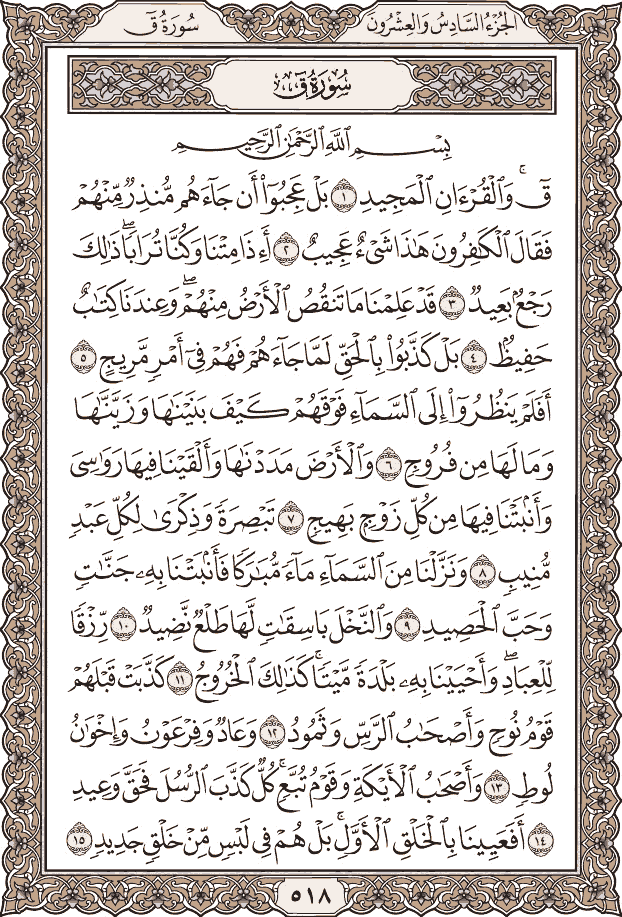 الجُزْءُ السَّادِسُ وَالعِشْرُونَ سُورَةُ قٓ
سُورَةُ قٓ
بِسْمِ ٱللَّهِ ٱلرَّحْمَٰنِ ٱلرَّحِيمِ
قٓۚ وَٱلْقُرْءَانِ ٱلْمَجِيدِ ١ بَلْ عَجِبُوٓا۟ أَن جَآءَهُم مُّنذِرٌ مِّنْهُمْ
فَقَالَ ٱلْكَٰفِرُونَ هَٰذَا شَىْءٌ عَجِيبٌ ٢ أَءِذَا مِتْنَا وَكُنَّا تُرَابًاۖ ذَٰلِكَ
رَجْعٌۢ بَعِيدٌ ٣ قَدْ عَلِمْنَا مَا تَنقُصُ ٱلْأَرْضُ مِنْهُمْۖ وَعِندَنَا كِتَٰبٌ
حَفِيظٌۢ ٤ بَلْ كَذَّبُوا۟ بِٱلْحَقِّ لَمَّا جَآءَهُمْ فَهُمْ فِىٓ أَمْرٍ مَّرِيجٍ ٥
أَفَلَمْ يَنظُرُوٓا۟ إِلَى ٱلسَّمَآءِ فَوْقَهُمْ كَيْفَ بَنَيْنَٰهَا وَزَيَّنَّٰهَا
وَمَا لَهَا مِن فُرُوجٍ ٦ وَٱلْأَرْضَ مَدَدْنَٰهَا وَأَلْقَيْنَا فِيهَا رَوَٰسِىَ
وَأَنۢبَتْنَا فِيهَا مِن كُلِّ زَوْجٍۭ بَهِيجٍ ٧ تَبْصِرَةً وَذِكْرَىٰ لِكُلِّ عَبْدٍ
مُّنِيبٍ ٨ وَنَزَّلْنَا مِنَ ٱلسَّمَآءِ مَآءً مُّبَٰرَكًا فَأَنۢبَتْنَا بِهِۦ جَنَّٰتٍ
وَحَبَّ ٱلْحَصِيدِ ٩ وَٱلنَّخْلَ بَاسِقَٰتٍ لَّهَا طَلْعٌ نَّضِيدٌ ١٠ رِّزْقًا
لِّلْعِبَادِۖ وَأَحْيَيْنَا بِهِۦ بَلْدَةً مَّيْتًاۚ كَذَٰلِكَ ٱلْخُرُوجُ ١١ كَذَّبَتْ قَبْلَهُمْ
قَوْمُ نُوحٍ وَأَصْحَٰبُ ٱلرَّسِّ وَثَمُودُ ١٢ وَعَادٌ وَفِرْعَوْنُ وَإِخْوَٰنُ
لُوطٍ ١٣ وَأَصْحَٰبُ ٱلْأَيْكَةِ وَقَوْمُ تُبَّعٍۚ كُلٌّ كَذَّبَ ٱلرُّسُلَ فَحَقَّ وَعِيدِ
١٤ أَفَعَيِينَا بِٱلْخَلْقِ ٱلْأَوَّلِۚ بَلْ هُمْ فِى لَبْسٍ مِّنْ خَلْقٍ جَدِيدٍ ١٥
٥١٨